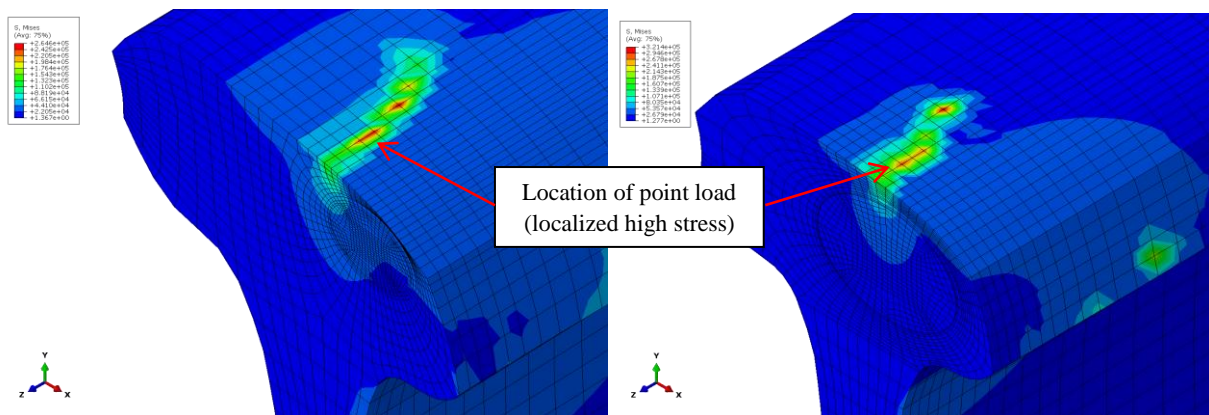 S, Mises
(Avg: 75%)
+2.646e+05
+2.425e+05
+2.205e+05
+1.984e+05
+1.764e+05
+1.543e+05
+1.323e+05
+1.102e+05
+8.819e+04
+6.615e+04
+4.410e+04
+2.205e+04
+1.367e+00
S, Mises
(Avg: 75%)
+3.214e+05
+2.946e+05
+2.678e+05
+2.411e+05
+2.143e+05
+1.875e+05
+1.607e+05
+1.339e+05
+1.071e+05
+8.035e+04
+5.357e+04
+2.679e+04
+1.277e+00
Location of point load
(localized high stress)
Y
Z
X
Y
Z
X